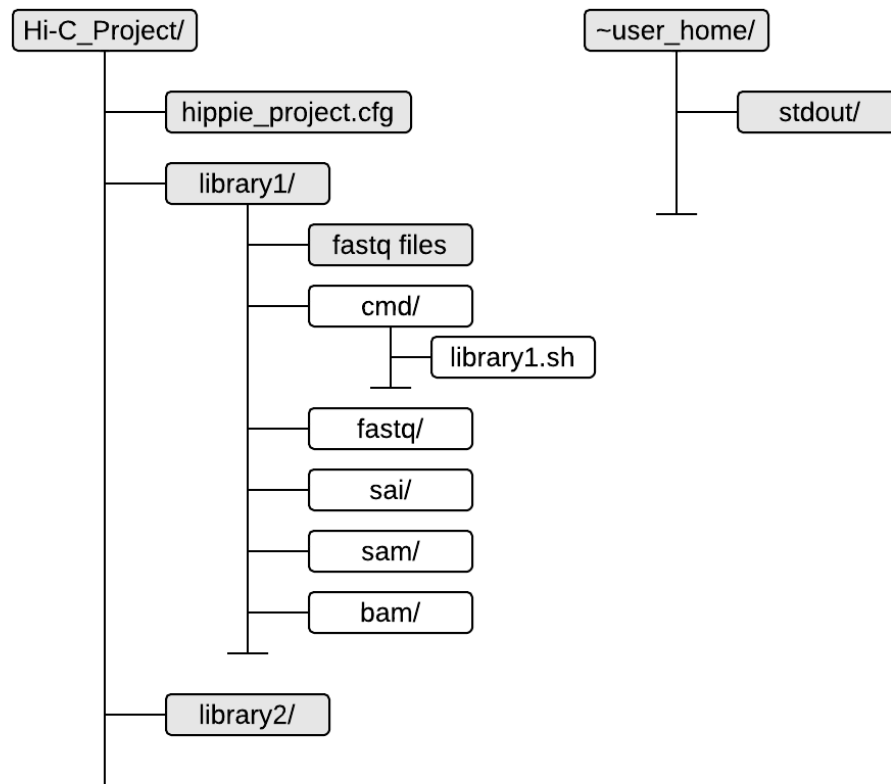 Hi-C_Project/
hippie_project.cfg
library1/
fastq files
cmd/
library1.sh
fastq/
sai/
sam/
bam/
library2/
~user_home/
stdout/